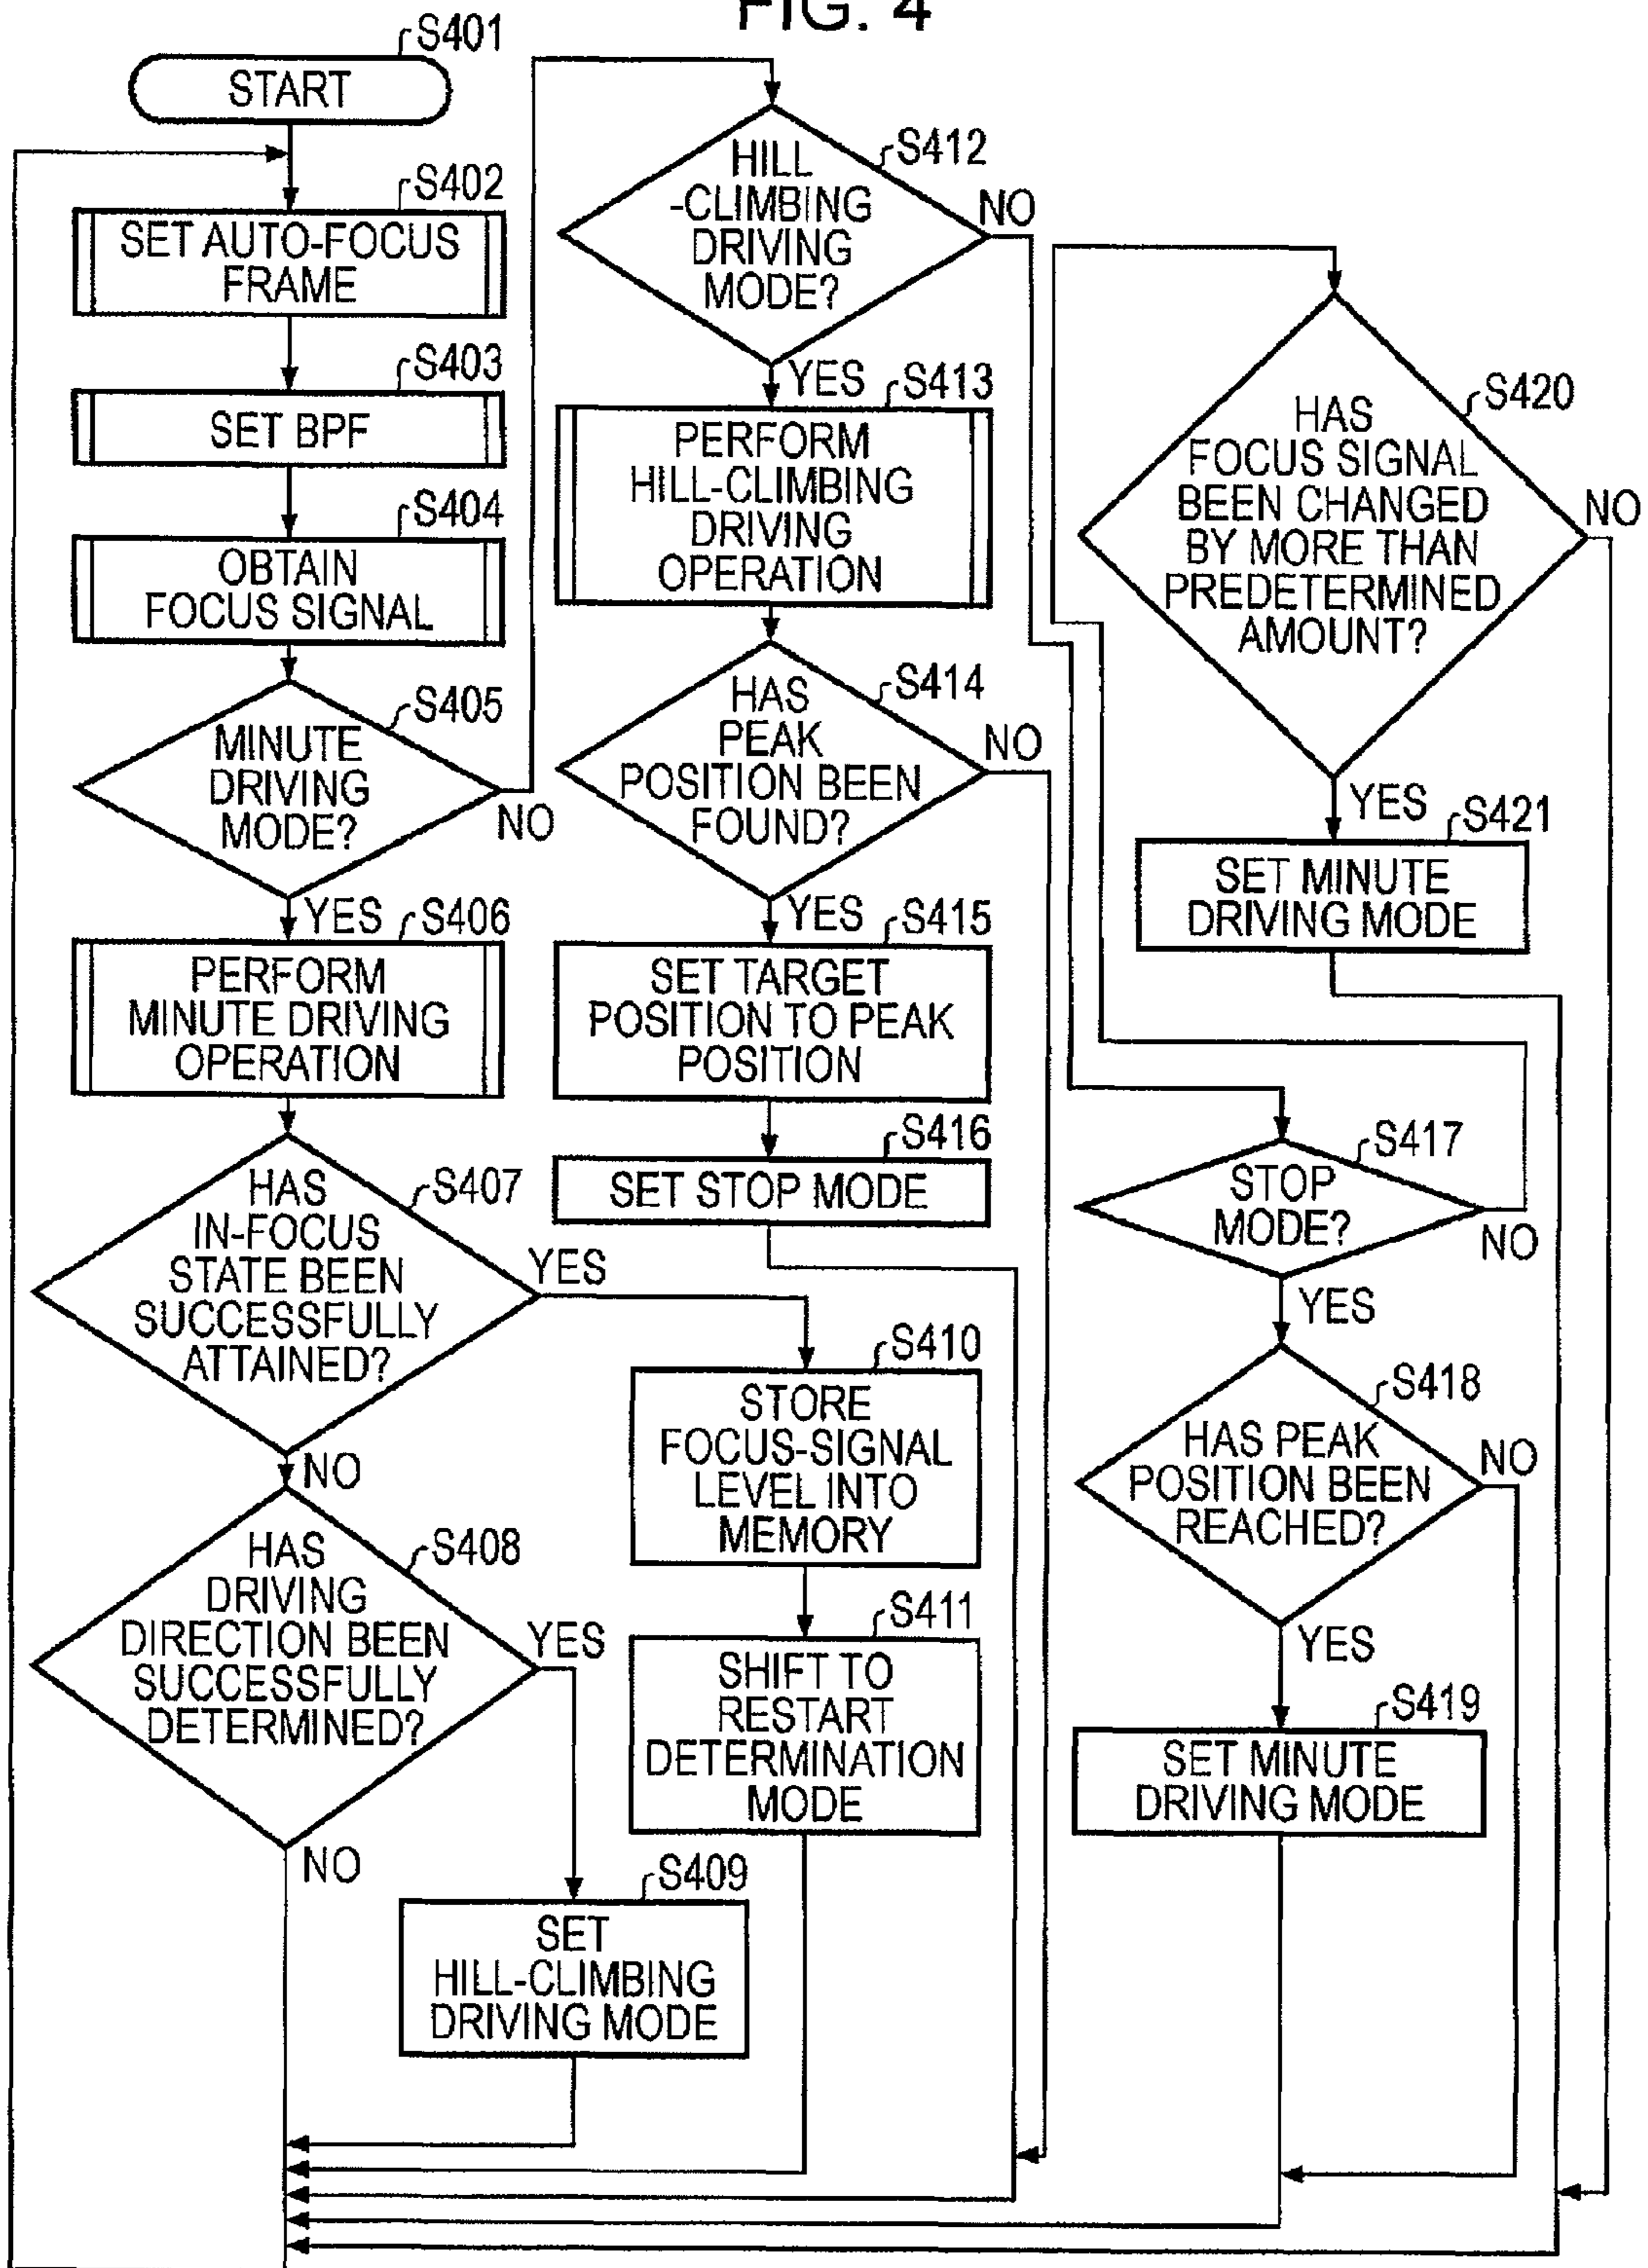 FIG. 4
S401
START
S402
SET AUTO-FOCUS
FRAME
S403
SET BPF
S404
OBTAIN
FOCUS SIGNAL
S405
MINUTE
DRIVING
MODE?
NO
YES
S406
PERFORM
MINUTE DRIVING
OPERATION
S407
HAS
IN-FOCUS
STATE BEEN
SUCCESSFULLY
ATTAINED?
YES
NO
S408
HAS
DRIVING
DIRECTION BEEN
SUCCESSFULLY
DETERMINED?
YES
NO
S409
SET
HILL-CLIMBING
DRIVING MODE
S410
STORE
FOCUS-SIGNAL
LEVEL INTO
MEMORY
S411
SHIFT TO
RESTART
DETERMINATION
MODE
S412
HILL
-CLIMBING
DRIVING
MODE?
NO
YES
S413
PERFORM
HILL-CLIMBING
DRIVING
OPERATION
S414
HAS
PEAK
POSITION BEEN
FOUND?
NO
YES
S415
SET TARGET
POSITION TO PEAK
POSITION
S416
SET STOP MODE
S417
STOP
MODE?
NO
YES
S418
HAS PEAK
POSITION BEEN
REACHED?
NO
YES
S419
SET MINUTE
DRIVING MODE
S420
HAS
FOCUS SIGNAL
BEEN CHANGED
BY MORE THAN
PREDETERMINED
AMOUNT?
NO
YES
S421
SET MINUTE
DRIVING MODE